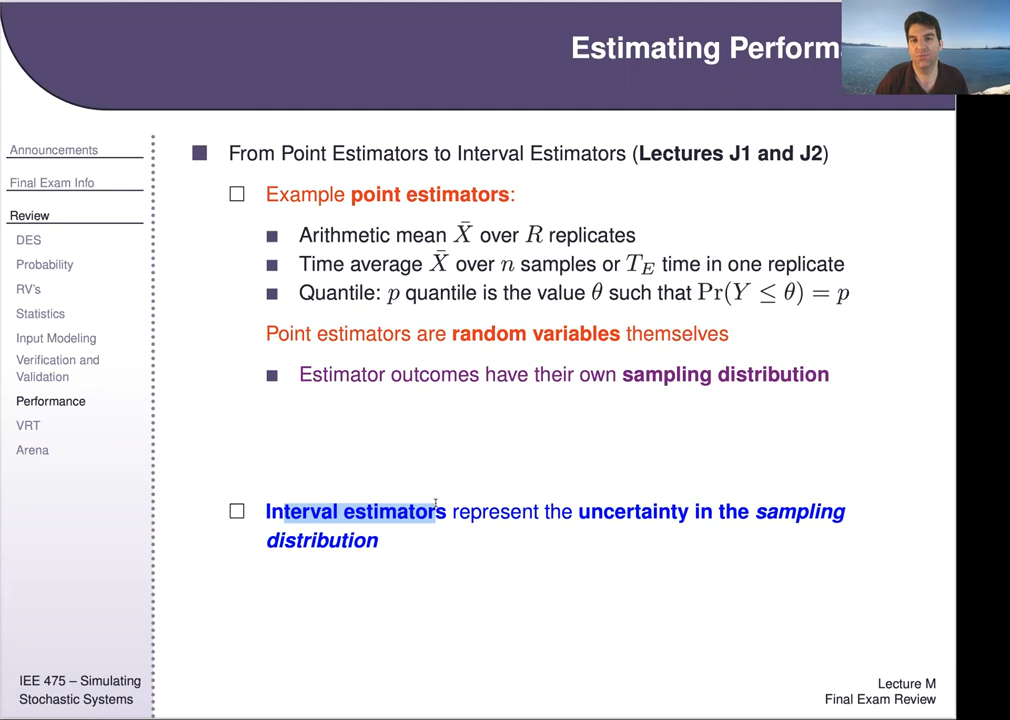 Estimating Perform
Announcements
Final Exam Info
Review
DES
Probability
RV's
Statistics
Input Modeling
Verification and
Validation
Performance
VRT
Arena
■ From Point Estimators to Interval Estimators (Lectures J1 and J2)
□ Example point estimators:
■ Arithmetic mean X̄ over R replicates
■ Time average X̄ over n samples or T_E time in one replicate
■ Quantile: p quantile is the value θ such that Pr(Y ≤ θ) = p
Point estimators are random variables themselves
■ Estimator outcomes have their own sampling distribution
□ Interval estimators represent the uncertainty in the sampling
distribution
IEE 475 – Simulating
Stochastic Systems
Lecture M
Final Exam Review